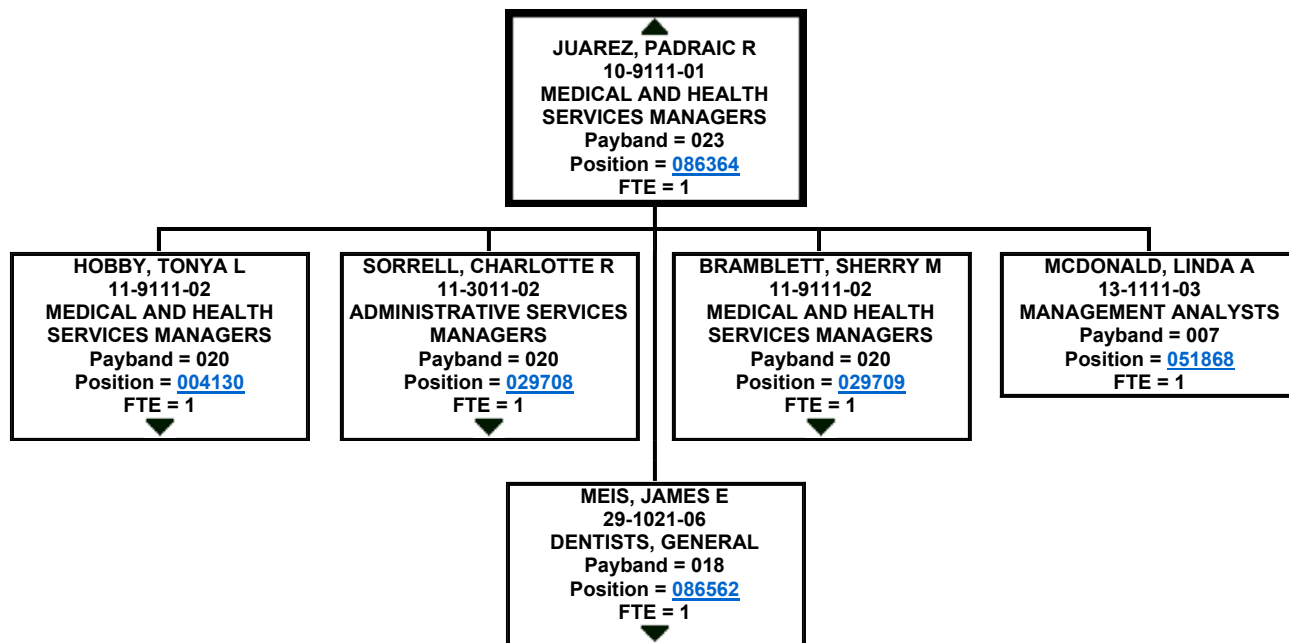 JUAREZ, PADRAIC R
10-9111-01
MEDICAL AND HEALTH
SERVICES MANAGERS
Payband = 023
Position = 086364
FTE = 1
HOBBY, TONYA L
11-9111-02
MEDICAL AND HEALTH
SERVICES MANAGERS
Payband = 020
Position = 004130
FTE = 1
SORRELL, CHARLOTTE R
11-3011-02
ADMINISTRATIVE SERVICES
MANAGERS
Payband = 020
Position = 029708
FTE = 1
BRAMBLETT, SHERRY M
11-9111-02
MEDICAL AND HEALTH
SERVICES MANAGERS
Payband = 020
Position = 029709
FTE = 1
MCDONALD, LINDA A
13-1111-03
MANAGEMENT ANALYSTS
Payband = 007
Position = 051868
FTE = 1
MEIS, JAMES E
29-1021-06
DENTISTS, GENERAL
Payband = 018
Position = 086562
FTE = 1